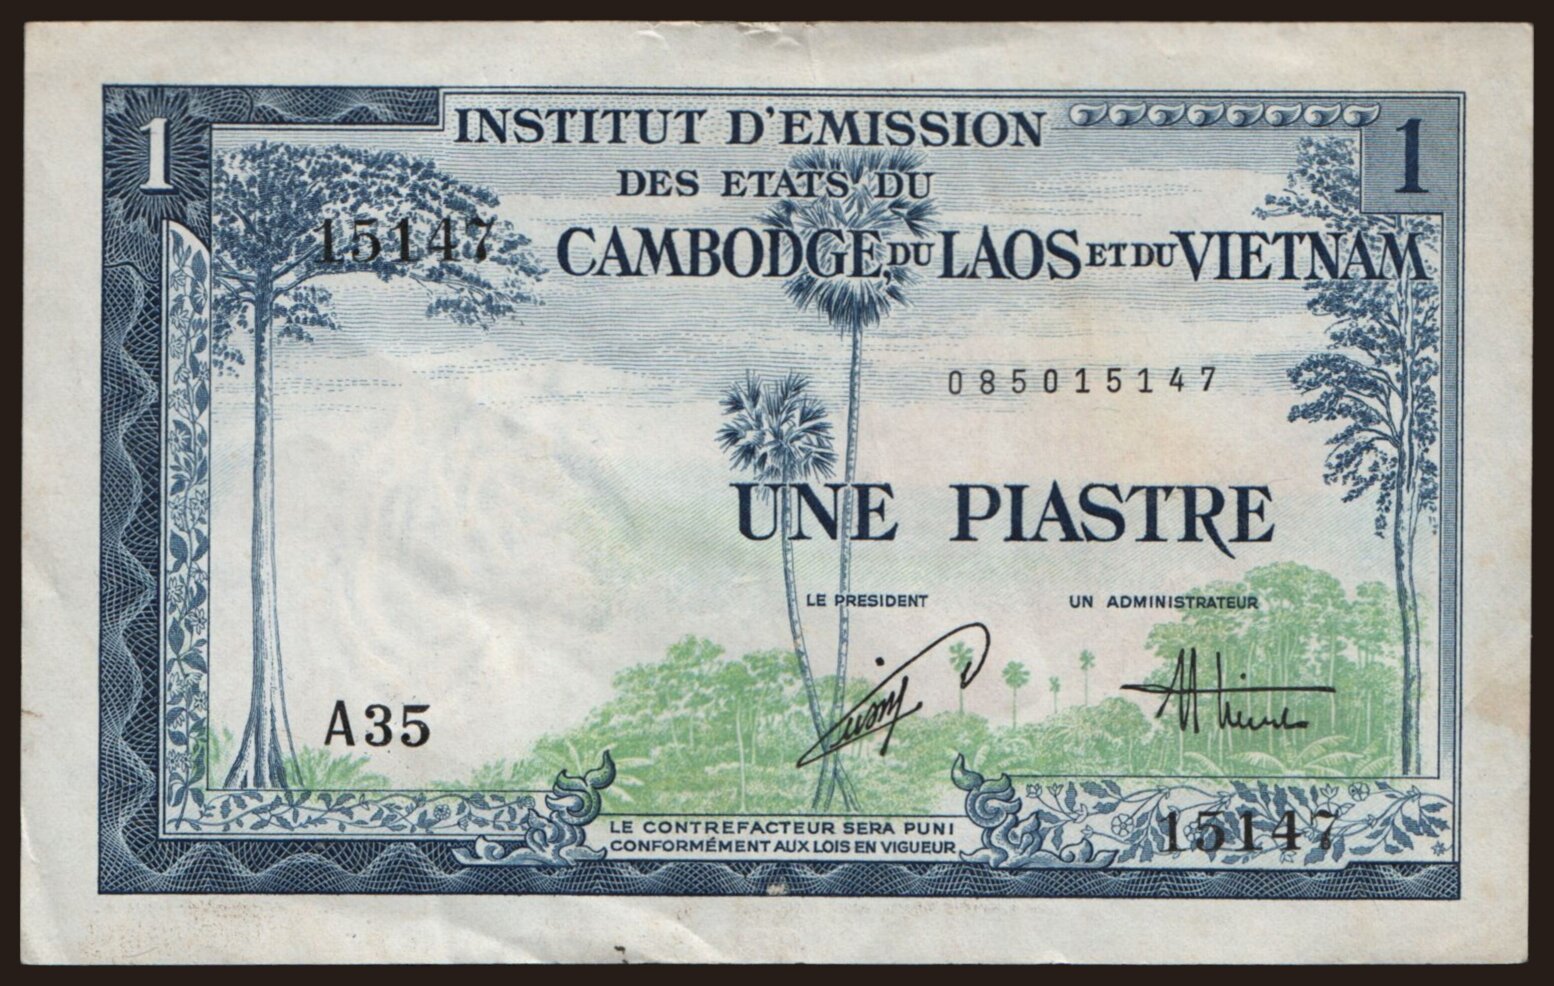 1
INSTITUT D'EMISSION
1
DES ETATS DU
15147
CAMBODGE, DU LAOS ET DU VIETNAM
085015147
UNE PIASTRE
LE PRESIDENT
UN ADMINISTRATEUR
A35
LE CONTREFACTEUR SERA PUNI
CONFORMÉMENT AUX LOIS EN VIGUEUR
15147